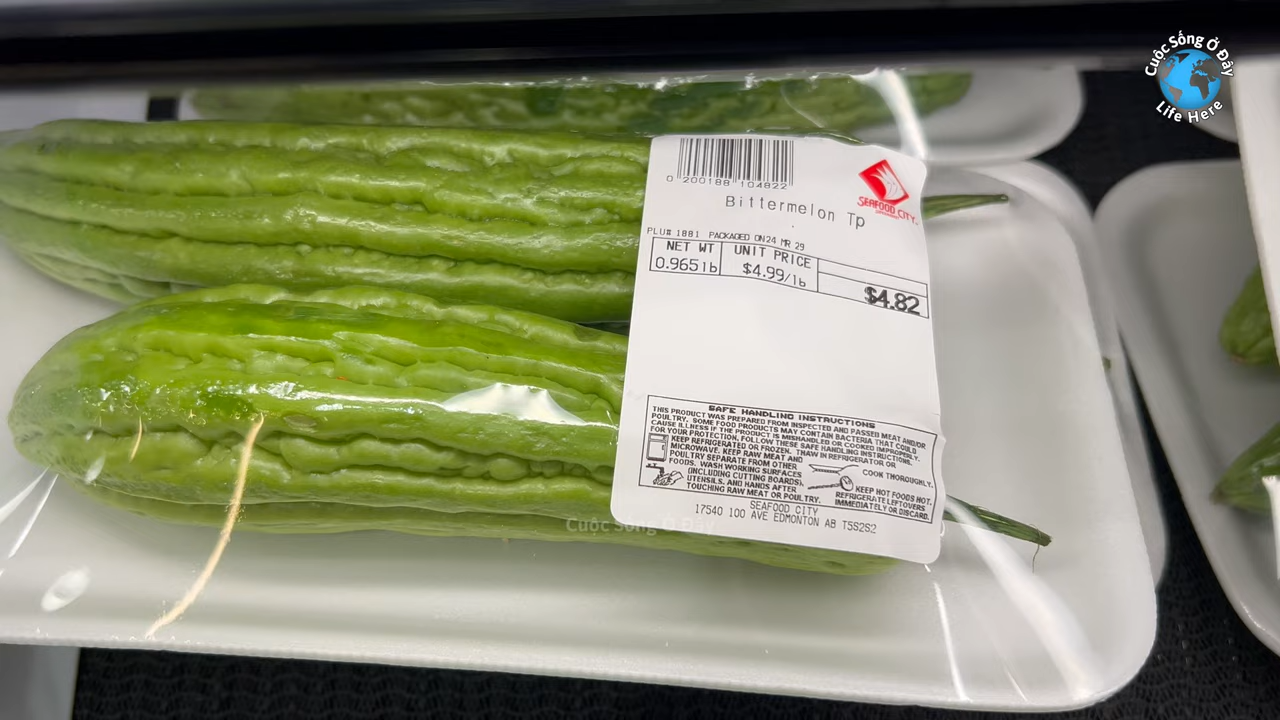 Cuộc Sống Ở Đây
Life Here
0 200188 104822
SEAFOOD CITY
SUPERMARKET
Bittermelon Tp
PLU# 1881 PACKAGED ON 24 MR 29
NET WT UNIT PRICE
0.965lb $4.99/lb
$4.82
SAFE HANDLING INSTRUCTIONS
THIS PRODUCT WAS PREPARED FROM INSPECTED AND PASSED MEAT AND/OR
POULTRY. SOME FOOD PRODUCTS MAY CONTAIN BACTERIA THAT COULD
CAUSE ILLNESS IF THE PRODUCT IS MISHANDLED OR COOKED IMPROPERLY.
FOR YOUR PROTECTION, FOLLOW THESE SAFE HANDLING INSTRUCTIONS.
KEEP REFRIGERATED OR FROZEN. THAW IN REFRIGERATOR OR
MICROWAVE. KEEP RAW MEAT AND
POULTRY SEPARATE FROM OTHER
FOODS. WASH WORKING SURFACES
(INCLUDING CUTTING BOARDS),
UTENSILS, AND HANDS AFTER
TOUCHING RAW MEAT OR POULTRY.
COOK THOROUGHLY.
KEEP HOT FOODS HOT.
REFRIGERATE LEFTOVERS
IMMEDIATELY OR DISCARD.
SEAFOOD CITY
17540 100 AVE EDMONTON AB T5S2S2
Cuộc Sống Ở Đây